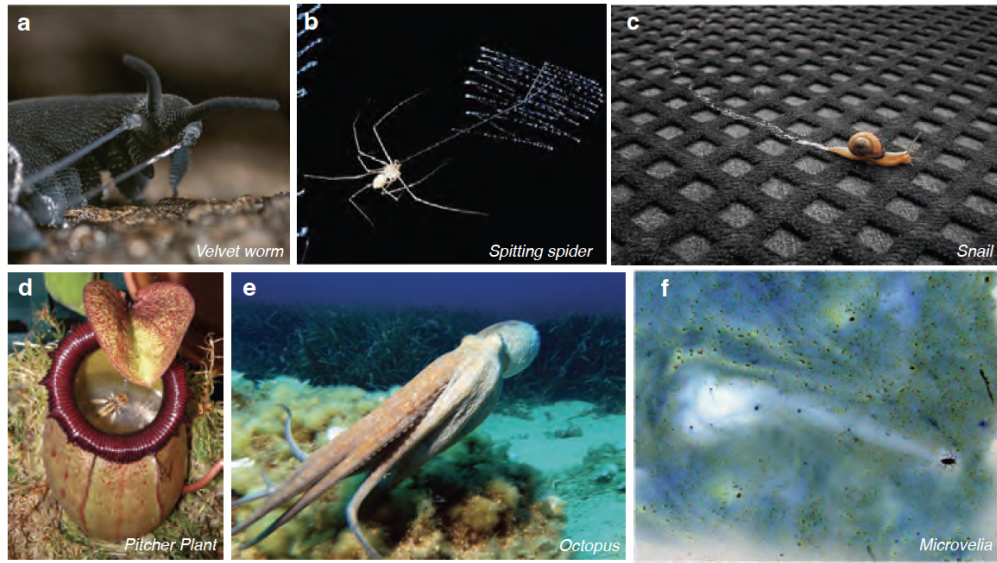 a
Velvet worm
b
Spitting spider
c
Snail
d
Pitcher Plant
e
Octopus
f
Microvelia